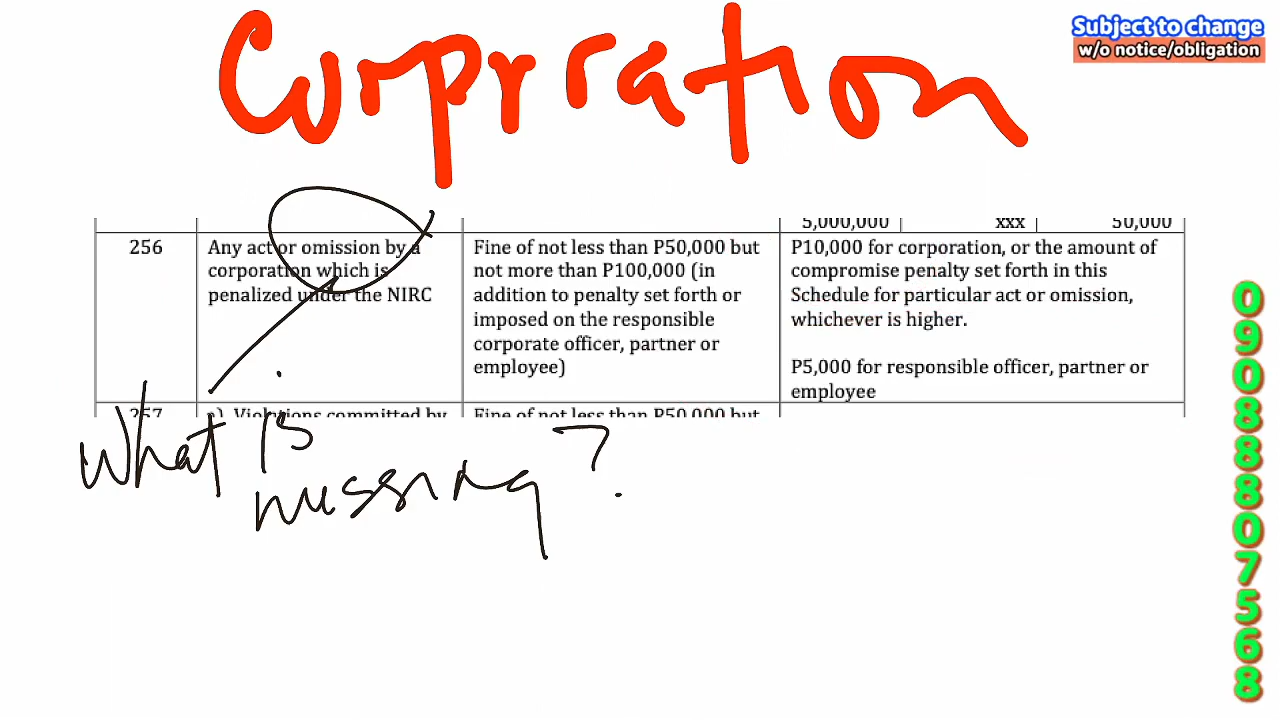 Corpration
Subject to change
w/o notice/obligation
5,000,000 xxx 50,000
256
Any act or omission by a
corporation which is
penalized under the NIRC
Fine of not less than P50,000 but
not more than P100,000 (in
addition to penalty set forth or
imposed on the responsible
corporate officer, partner or
employee)
P10,000 for corporation, or the amount of
compromise penalty set forth in this
Schedule for particular act or omission,
whichever is higher.
P5,000 for responsible officer, partner or
employee
257
a) Violations committed by
Fine of not less than P50,000 but
What is
missing?
09088807568